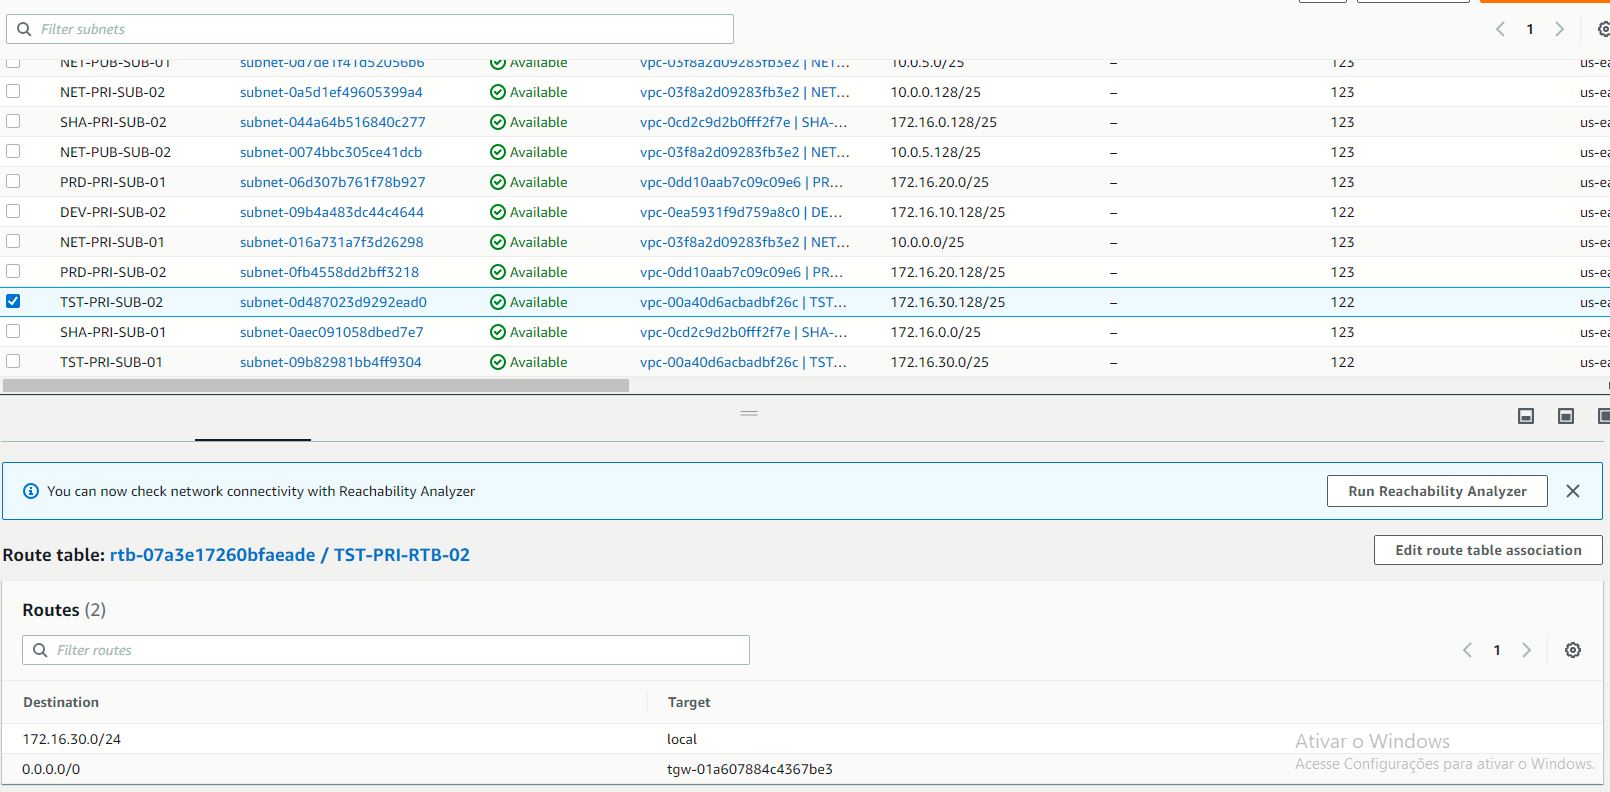 Filter subnets
1
NET-PUB-SUB-01 subnet-0d7de1f41d52056b6 Available vpc-03f8a2d09283fb3e2 | NET... 10.0.5.0/25 – 123 us-ea
NET-PRI-SUB-02 subnet-0a5d1ef49605399a4 Available vpc-03f8a2d09283fb3e2 | NET... 10.0.0.128/25 – 123 us-ea
SHA-PRI-SUB-02 subnet-044a64b516840c277 Available vpc-0cd2c9d2b0fff2f7e | SHA-... 172.16.0.128/25 – 123 us-ea
NET-PUB-SUB-02 subnet-0074bbc305ce41dcb Available vpc-03f8a2d09283fb3e2 | NET... 10.0.5.128/25 – 123 us-ea
PRD-PRI-SUB-01 subnet-06d307b761f78b927 Available vpc-0dd10aab7c09c09e6 | PR... 172.16.20.0/25 – 123 us-ea
DEV-PRI-SUB-02 subnet-09b4a483dc44c4644 Available vpc-0ea5931f9d759a8c0 | DE... 172.16.10.128/25 – 122 us-ea
NET-PRI-SUB-01 subnet-016a731a7f3d26298 Available vpc-03f8a2d09283fb3e2 | NET... 10.0.0.0/25 – 123 us-ea
PRD-PRI-SUB-02 subnet-0fb4558dd2bff3218 Available vpc-0dd10aab7c09c09e6 | PR... 172.16.20.128/25 – 123 us-ea
TST-PRI-SUB-02 subnet-0d487023d9292ead0 Available vpc-00a40d6acbadbf26c | TST... 172.16.30.128/25 – 122 us-ea
SHA-PRI-SUB-01 subnet-0aec091058dbed7e7 Available vpc-0cd2c9d2b0fff2f7e | SHA-... 172.16.0.0/25 – 123 us-ea
TST-PRI-SUB-01 subnet-09b82981bb4ff9304 Available vpc-00a40d6acbadbf26c | TST... 172.16.30.0/25 – 122 us-ea
You can now check network connectivity with Reachability Analyzer Run Reachability Analyzer
Route table: rtb-07a3e17260bfaeade / TST-PRI-RTB-02 Edit route table association
Routes (2)
Filter routes 1
Destination Target
172.16.30.0/24 local
0.0.0.0/0 tgw-01a607884c4367be3
Ativar o Windows
Acesse Configurações para ativar o Windows.